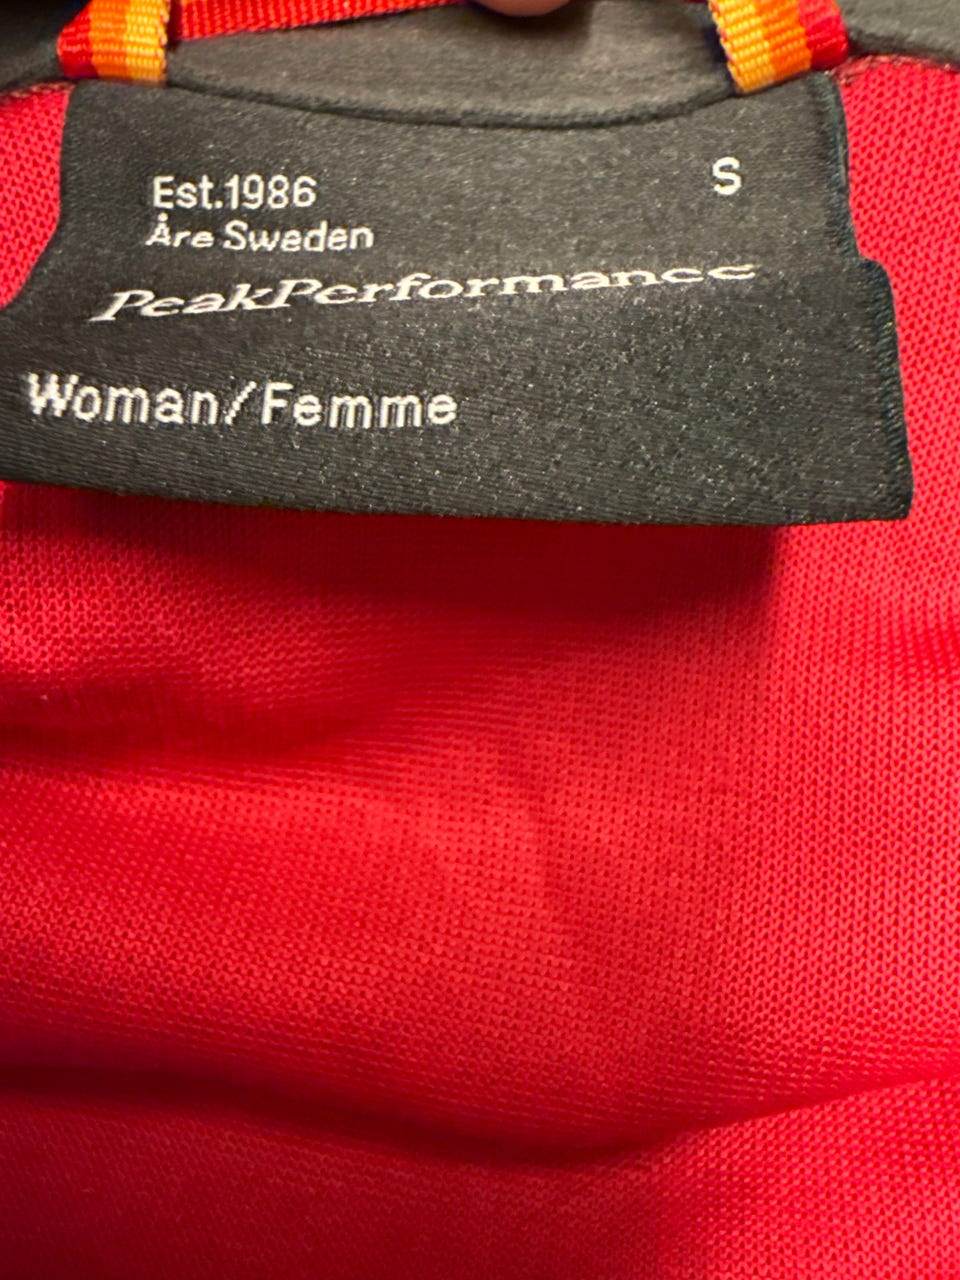 Est.1986
S
Åre Sweden
PeakPerformance
Woman/Femme